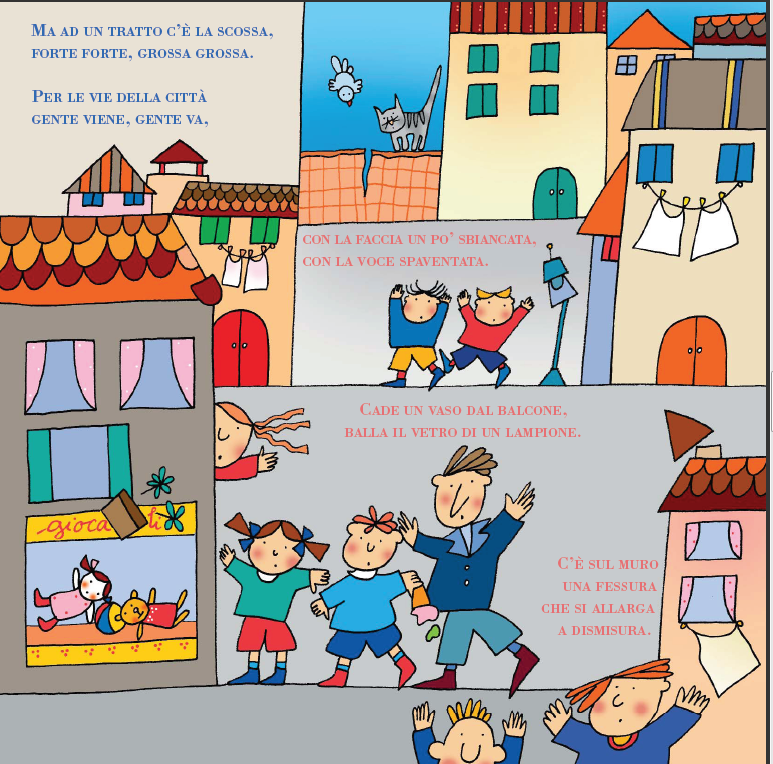 Ma ad un tratto c'è la scossa,
forte forte, grossa grossa.
Per le vie della città
gente viene, gente va,
con la faccia un po' sbiancata,
con la voce spaventata.
Cade un vaso dal balcone,
balla il vetro di un lampione.
gioca li
C'è sul muro
una fessura
che si allarga
a dismisura.